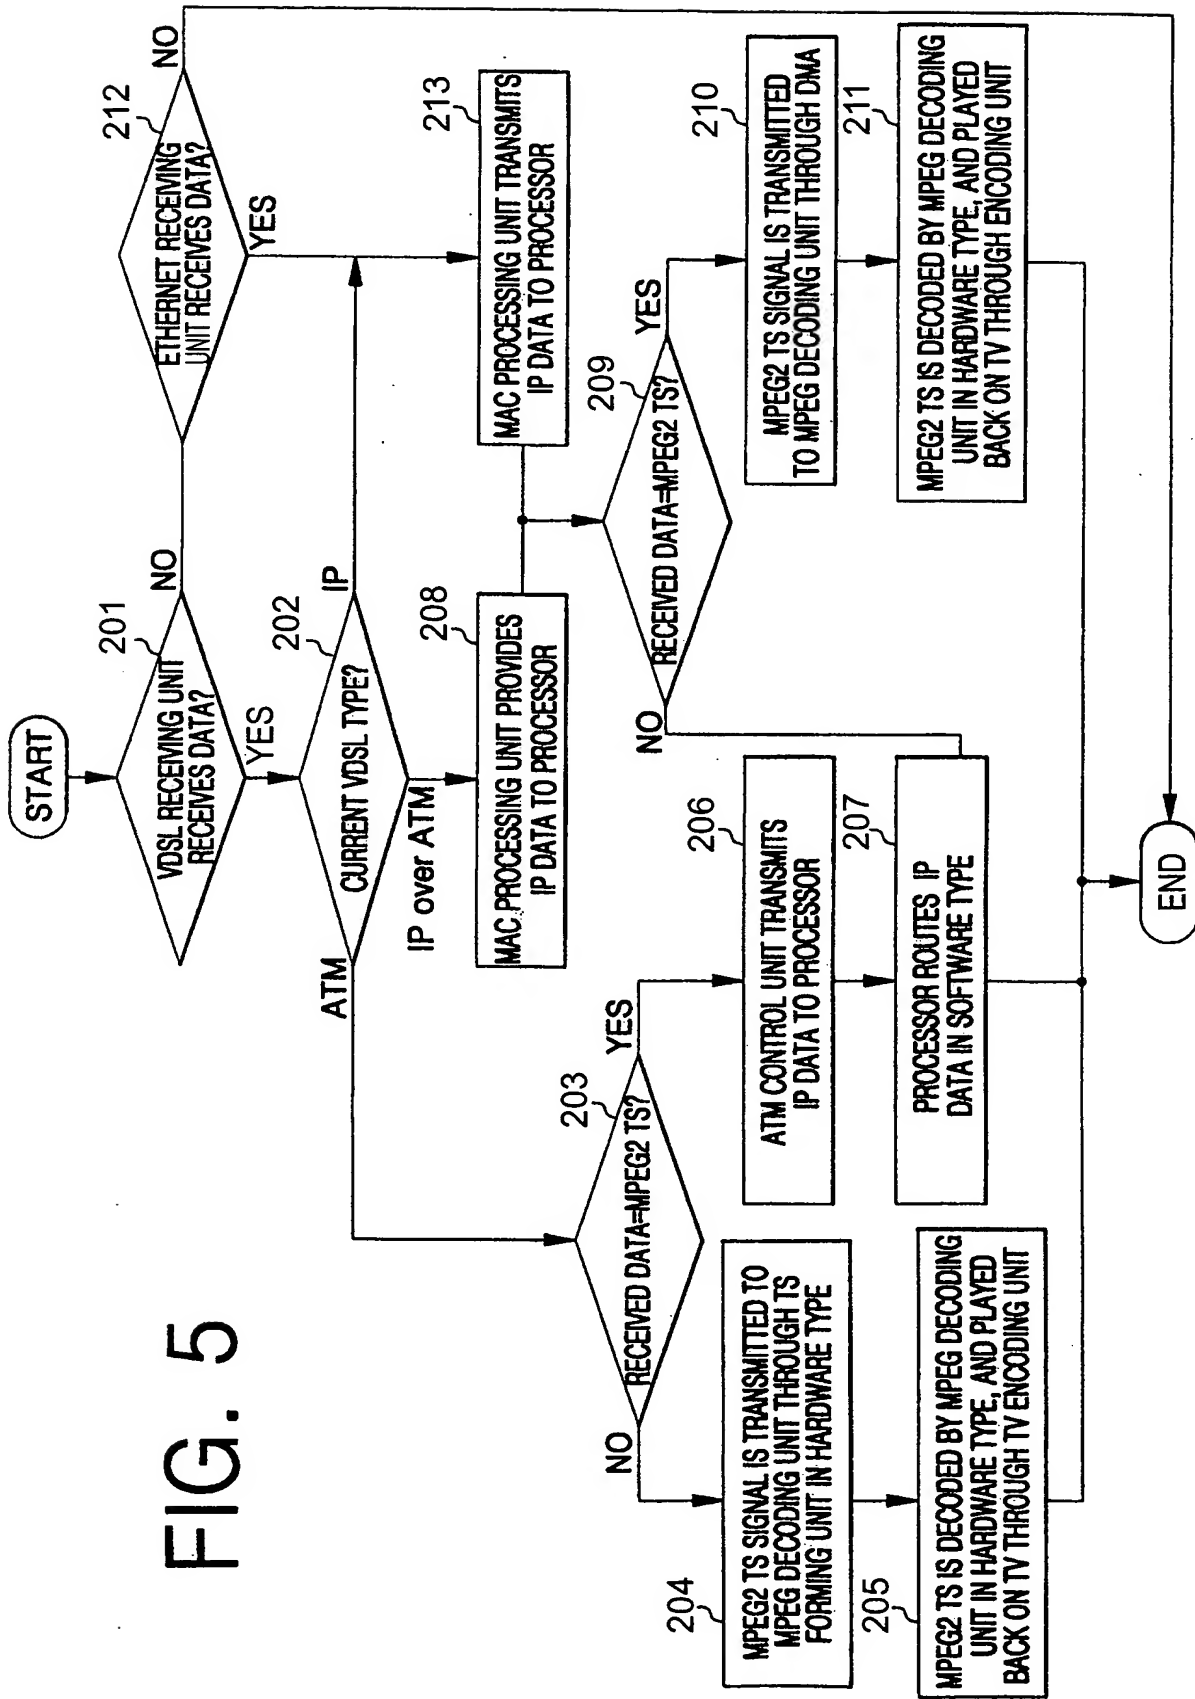 FIG. 5
START
201
VDSL RECEIVING UNIT
RECEIVES DATA?
NO
YES
212
ETHERNET RECEIVING
UNIT RECEIVES DATA?
NO
YES
202
CURRENT VDSL TYPE?
ATM
IP over ATM
IP
208
MAC PROCESSING UNIT PROVIDES
IP DATA TO PROCESSOR
213
MAC PROCESSING UNIT TRANSMITS
IP DATA TO PROCESSOR
203
RECEIVED DATA=MPEG2 TS?
NO
YES
209
RECEIVED DATA=MPEG2 TS?
NO
YES
204
MPEG2 TS SIGNAL IS TRANSMITTED TO
MPEG DECODING UNIT THROUGH TS
FORMING UNIT IN HARDWARE TYPE
206
ATM CONTROL UNIT TRANSMITS
IP DATA TO PROCESSOR
210
MPEG2 TS SIGNAL IS TRANSMITTED
TO MPEG DECODING UNIT THROUGH DMA
205
MPEG2 TS IS DECODED BY MPEG DECODING
UNIT IN HARDWARE TYPE, AND PLAYED
BACK ON TV THROUGH TV ENCODING UNIT
207
PROCESSOR ROUTES IP
DATA IN SOFTWARE TYPE
211
MPEG2 TS IS DECODED BY MPEG DECODING
UNIT IN HARDWARE TYPE, AND PLAYED
BACK ON TV THROUGH ENCODING UNIT
END